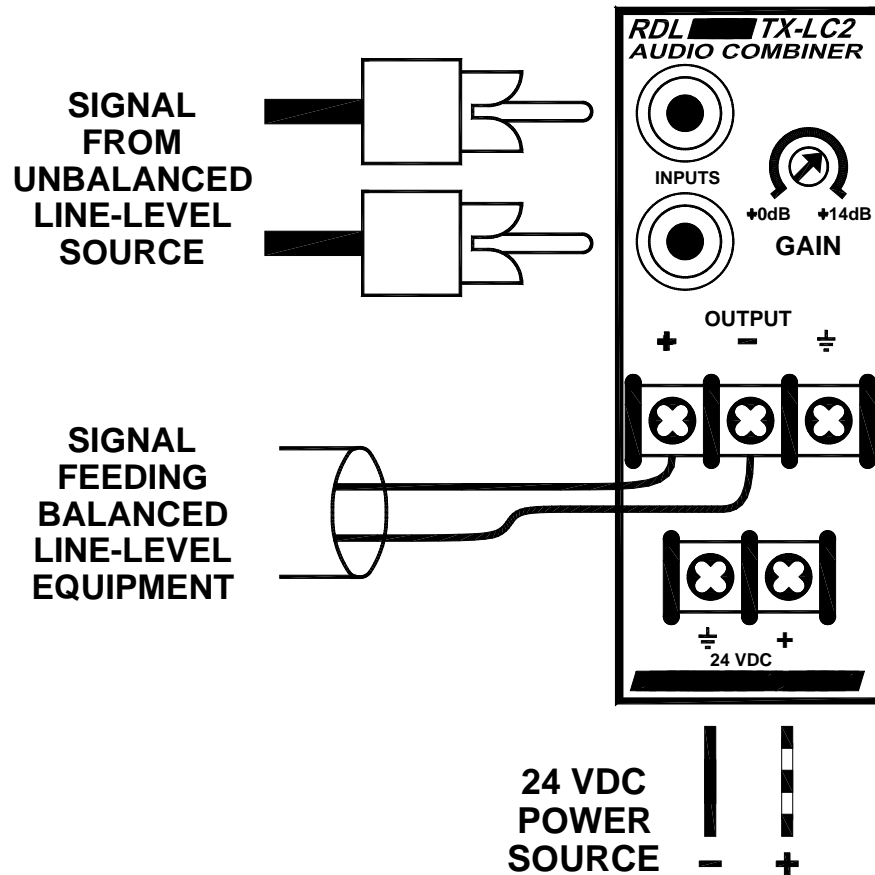 RDL TX-LC2
AUDIO COMBINER
SIGNAL
FROM
UNBALANCED
LINE-LEVEL
SOURCE
INPUTS
+0dB +14dB
GAIN
OUTPUT
+ -
SIGNAL
FEEDING
BALANCED
LINE-LEVEL
EQUIPMENT
+
24 VDC
24 VDC
POWER
SOURCE
- +